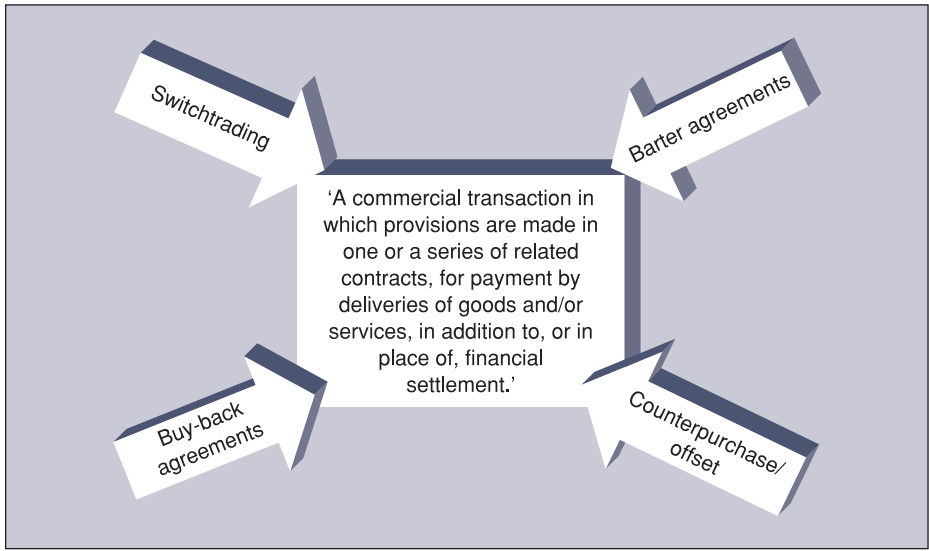 Switchtrading
Barter agreements
‘A commercial transaction in
which provisions are made in
one or a series of related
contracts, for payment by
deliveries of goods and/or
services, in addition to, or in
place of, financial
settlement.’
Buy-back
agreements
Counterpurchase/
offset